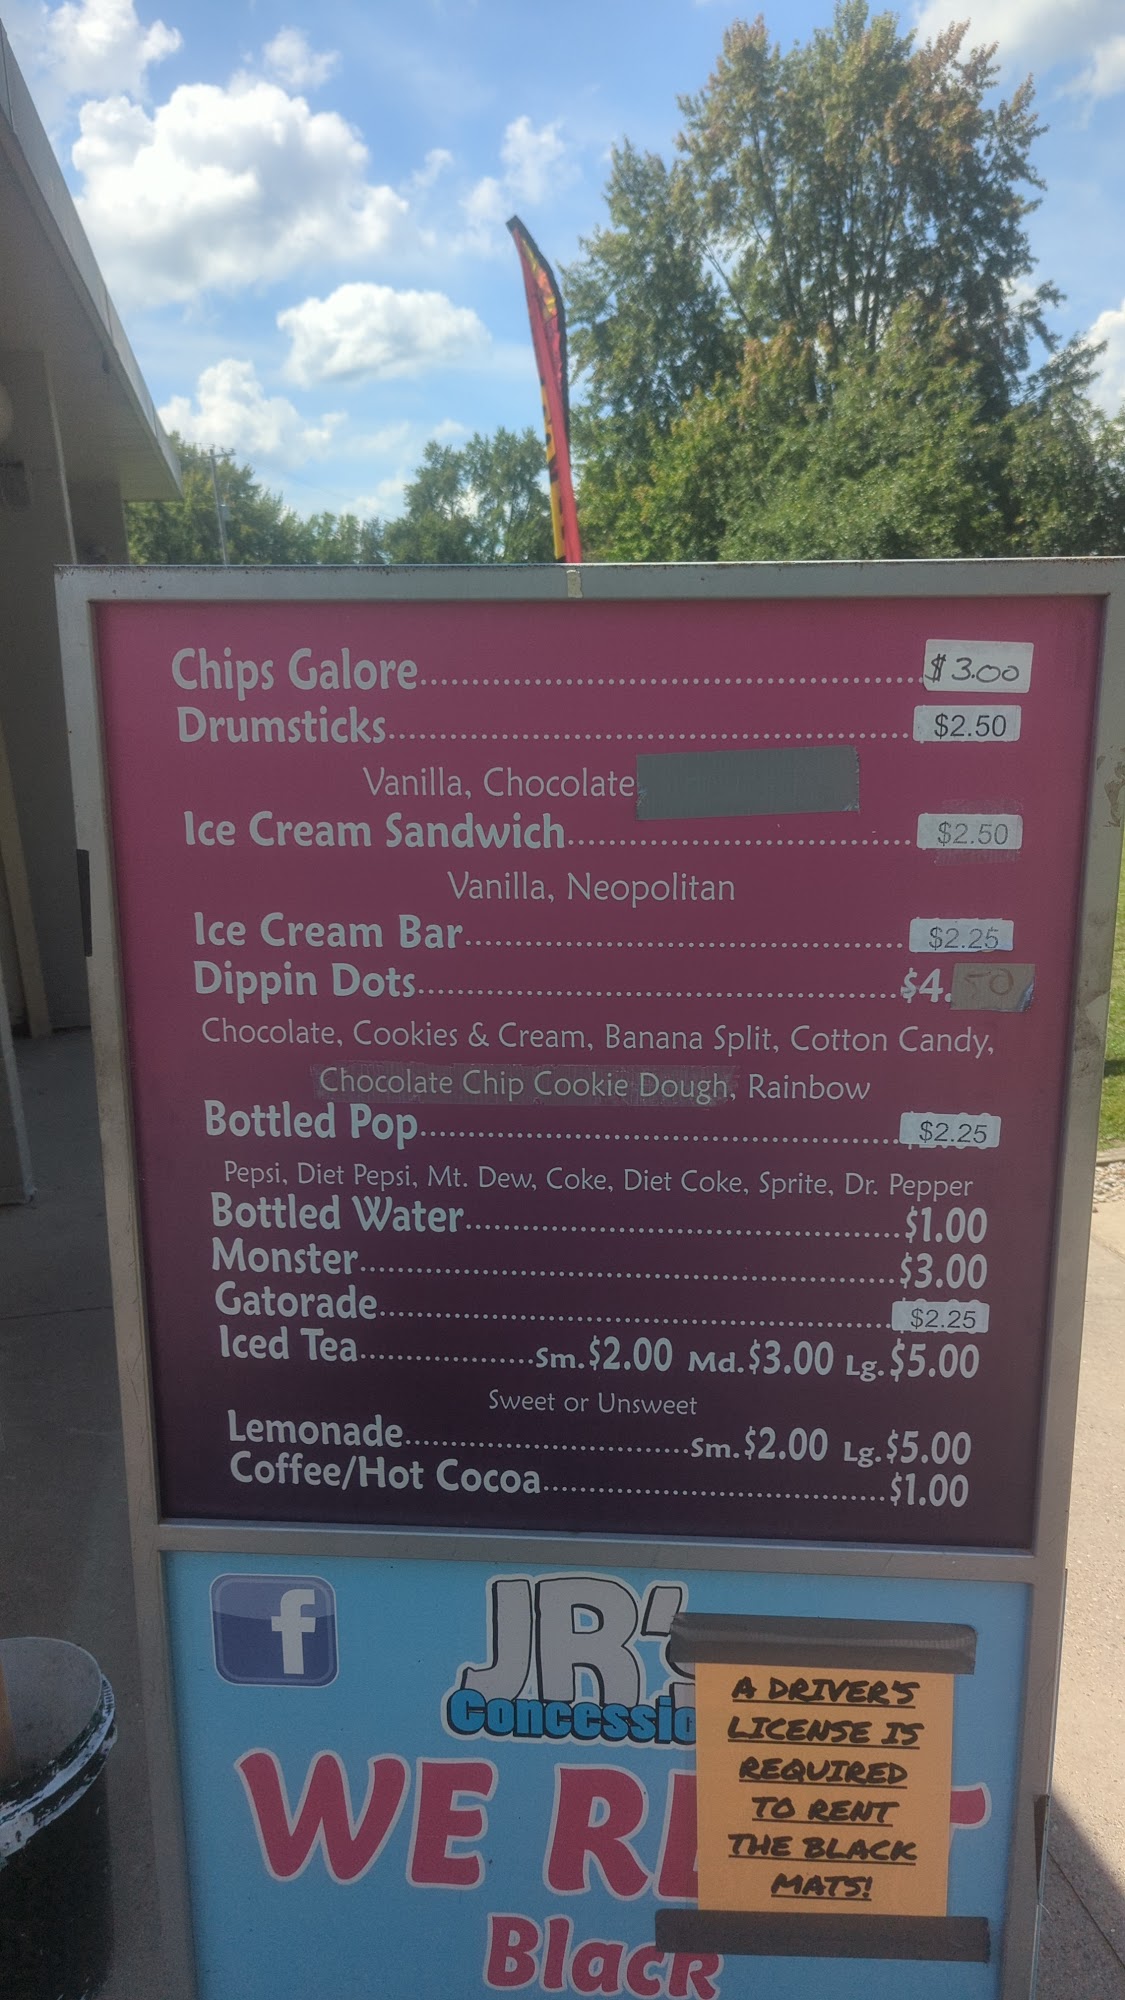 Chips Galore........................................$3.00
Drumsticks........................................$2.50
Vanilla, Chocolate
Ice Cream Sandwich........................................$2.50
Vanilla, Neopolitan
Ice Cream Bar........................................$2.25
Dippin Dots........................................$4.50
Chocolate, Cookies & Cream, Banana Split, Cotton Candy,
Chocolate Chip Cookie Dough, Rainbow
Bottled Pop........................................$2.25
Pepsi, Diet Pepsi, Mt. Dew, Coke, Diet Coke, Sprite, Dr. Pepper
Bottled Water........................................$1.00
Monster........................................$3.00
Gatorade........................................$2.25
Iced Tea..................Sm.$2.00 Md.$3.00 Lg.$5.00
Sweet or Unsweet
Lemonade..............................Sm.$2.00 Lg.$5.00
Coffee/Hot Cocoa........................................$1.00
f
JR's
Concessio
WE RENT
Black
A DRIVER'S
LICENSE IS
REQUIRED
TO RENT
THE BLACK
MATS!